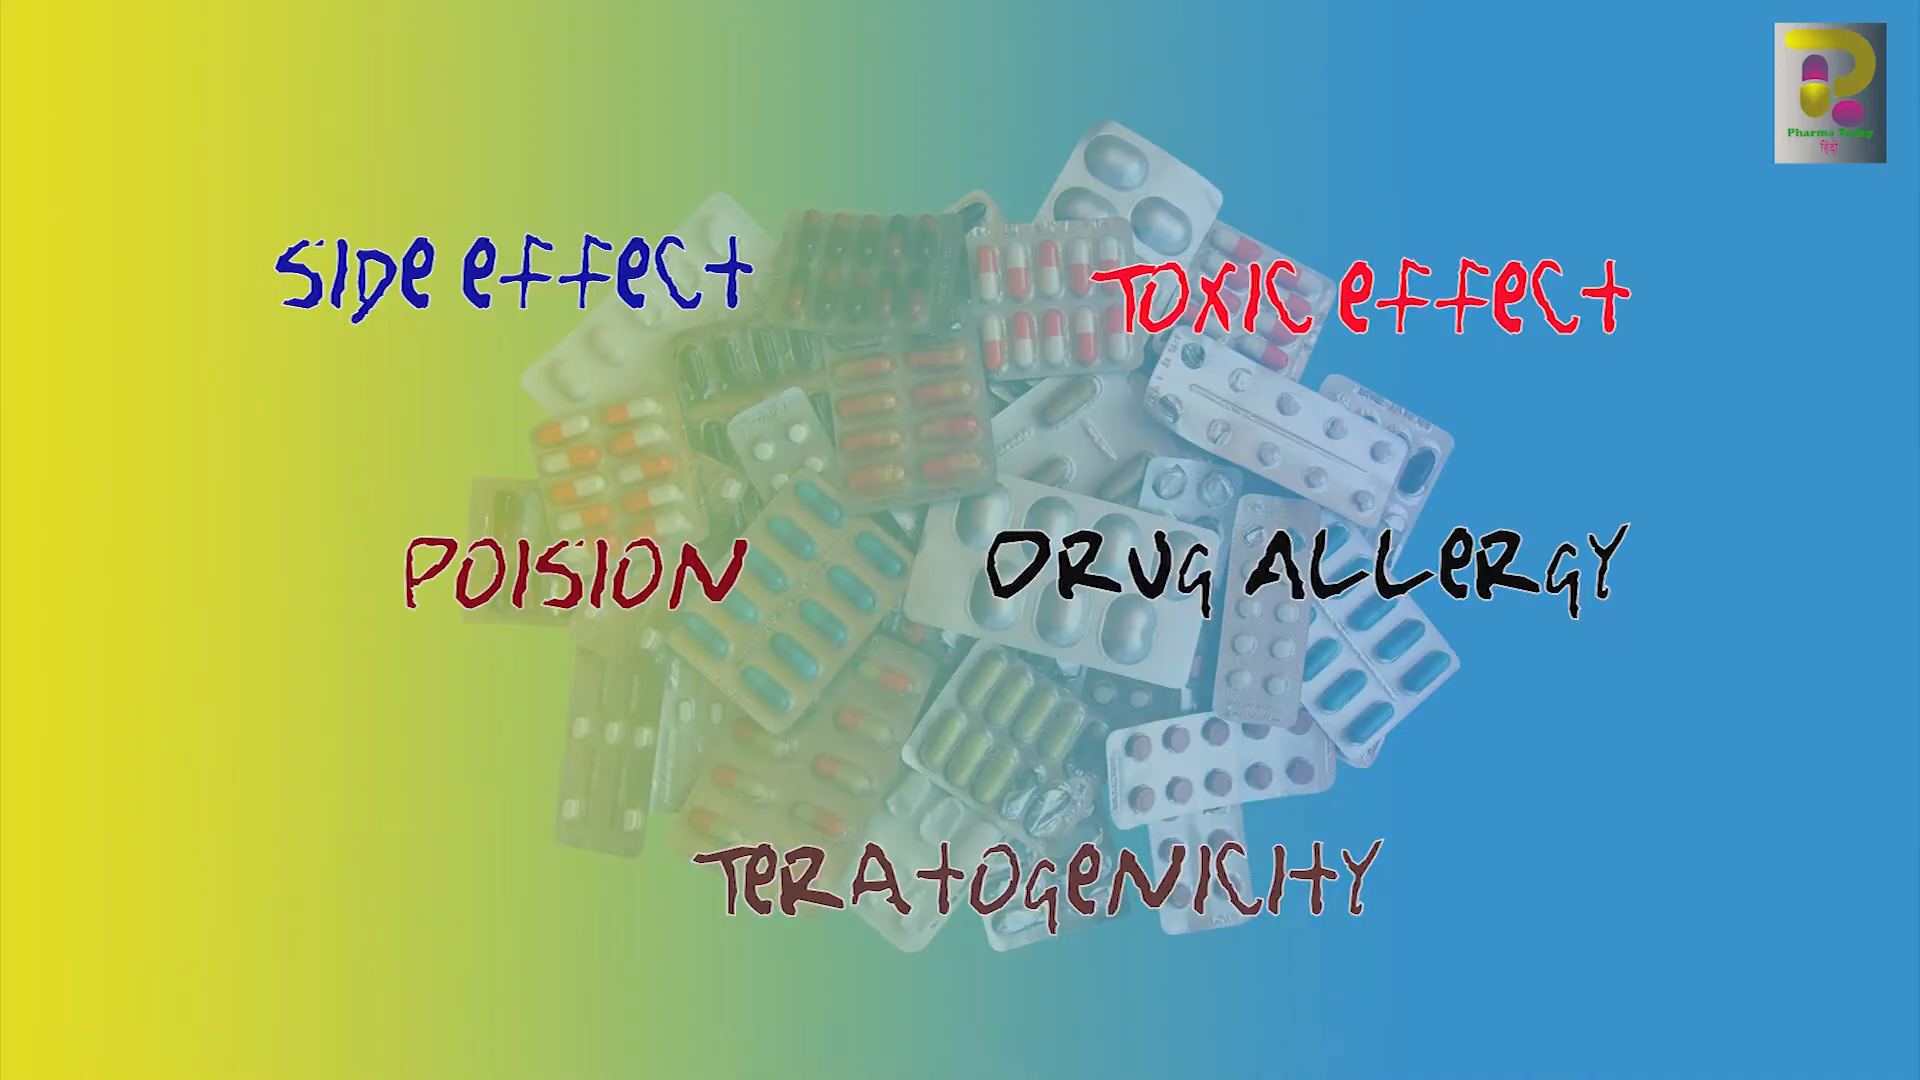 Pharma Today
हिंदी
SIDE EFFECT
TOXIC EFFECT
POISION
DRUG ALLERGY
TERATOGENICITY